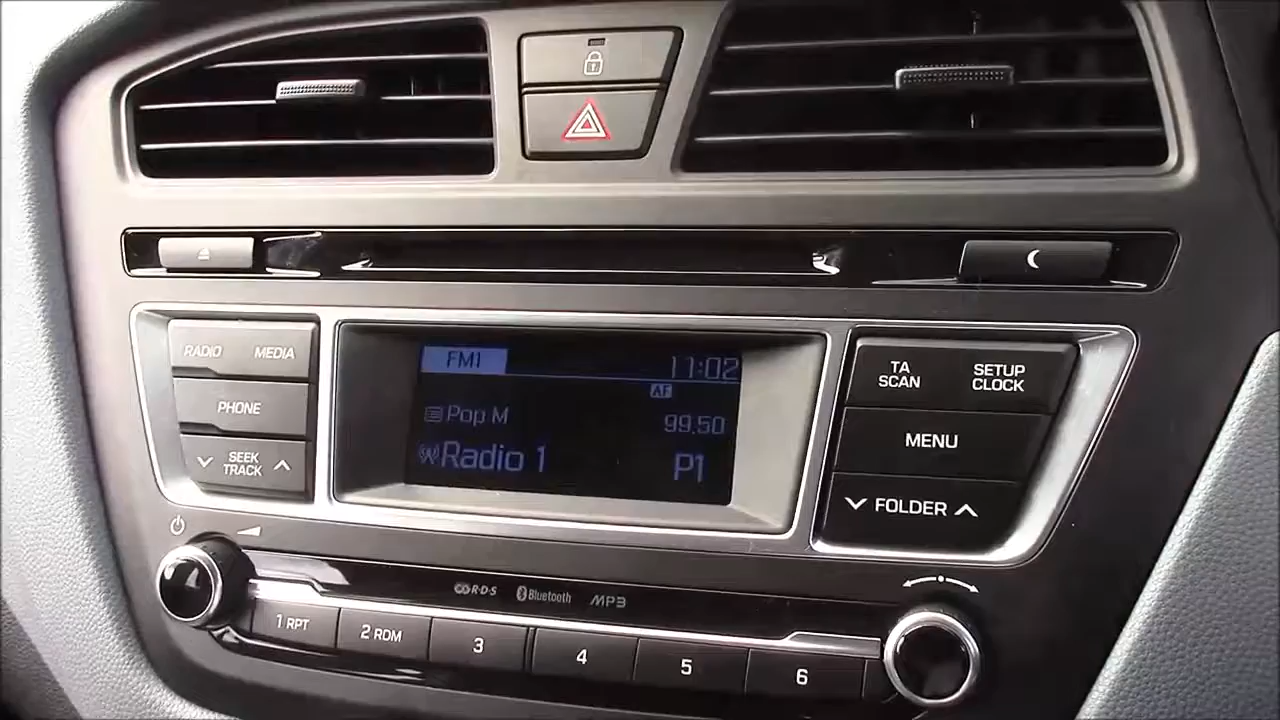 RADIO MEDIA
PHONE
SEEK
TRACK
FM1 11:02
AF
Pop M 99.50
Radio 1 P1
TA
SCAN
SETUP
CLOCK
MENU
FOLDER
R·D·S Bluetooth MP3
1 RPT 2 RDM 3 4 5 6